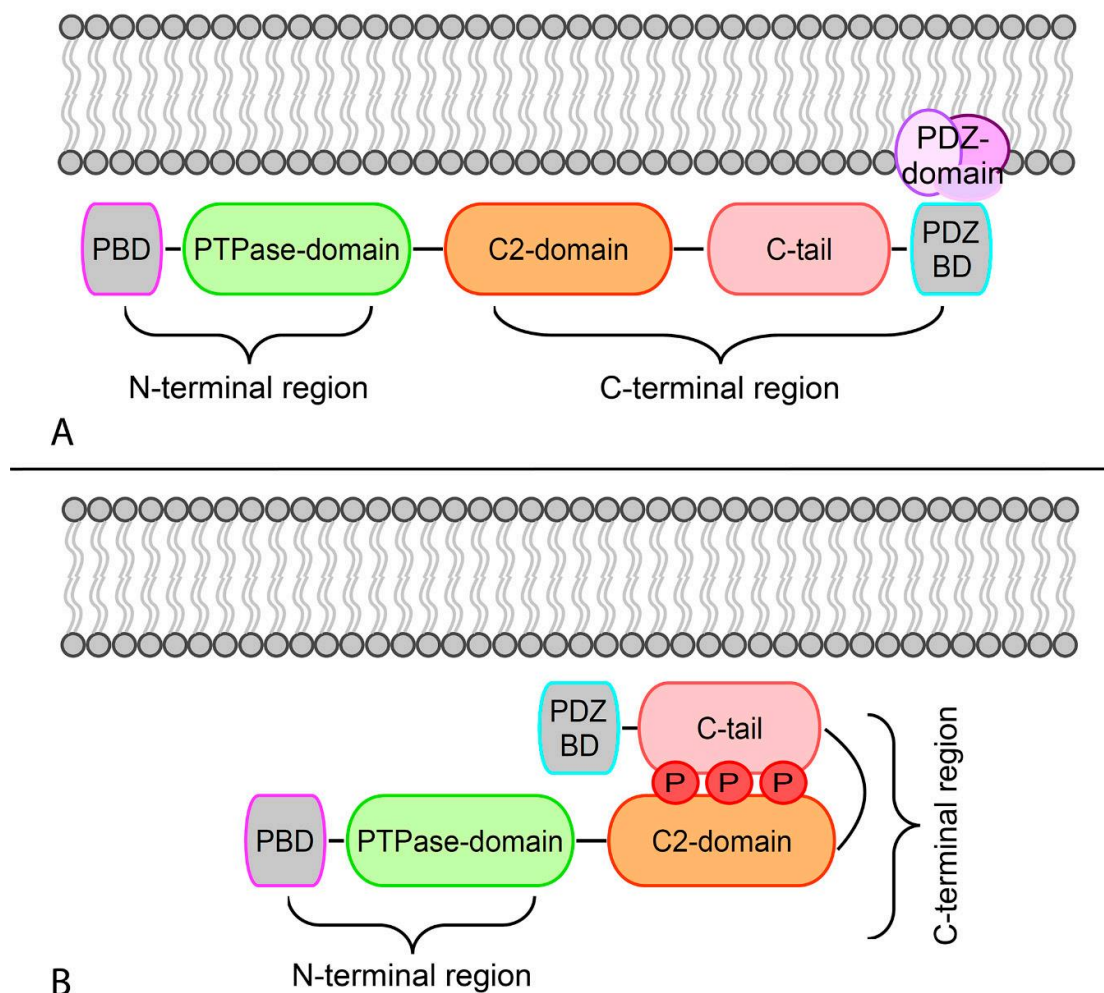 PDZ-
domain
PBD
PTPase-domain
C2-domain
C-tail
PDZ
BD
N-terminal region
C-terminal region
A
PDZ
BD
C-tail
P P P
PBD
PTPase-domain
C2-domain
C-terminal region
N-terminal region
B